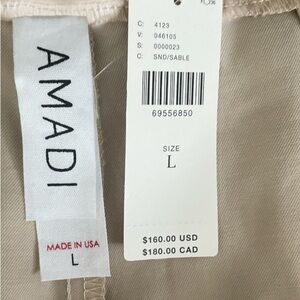 AMADI
MADE IN USA
L
C: 4123
V: 046105
S: 0000023
C: SND/SABLE
69556850
SIZE
L
$160.00 USD
$180.00 CAD